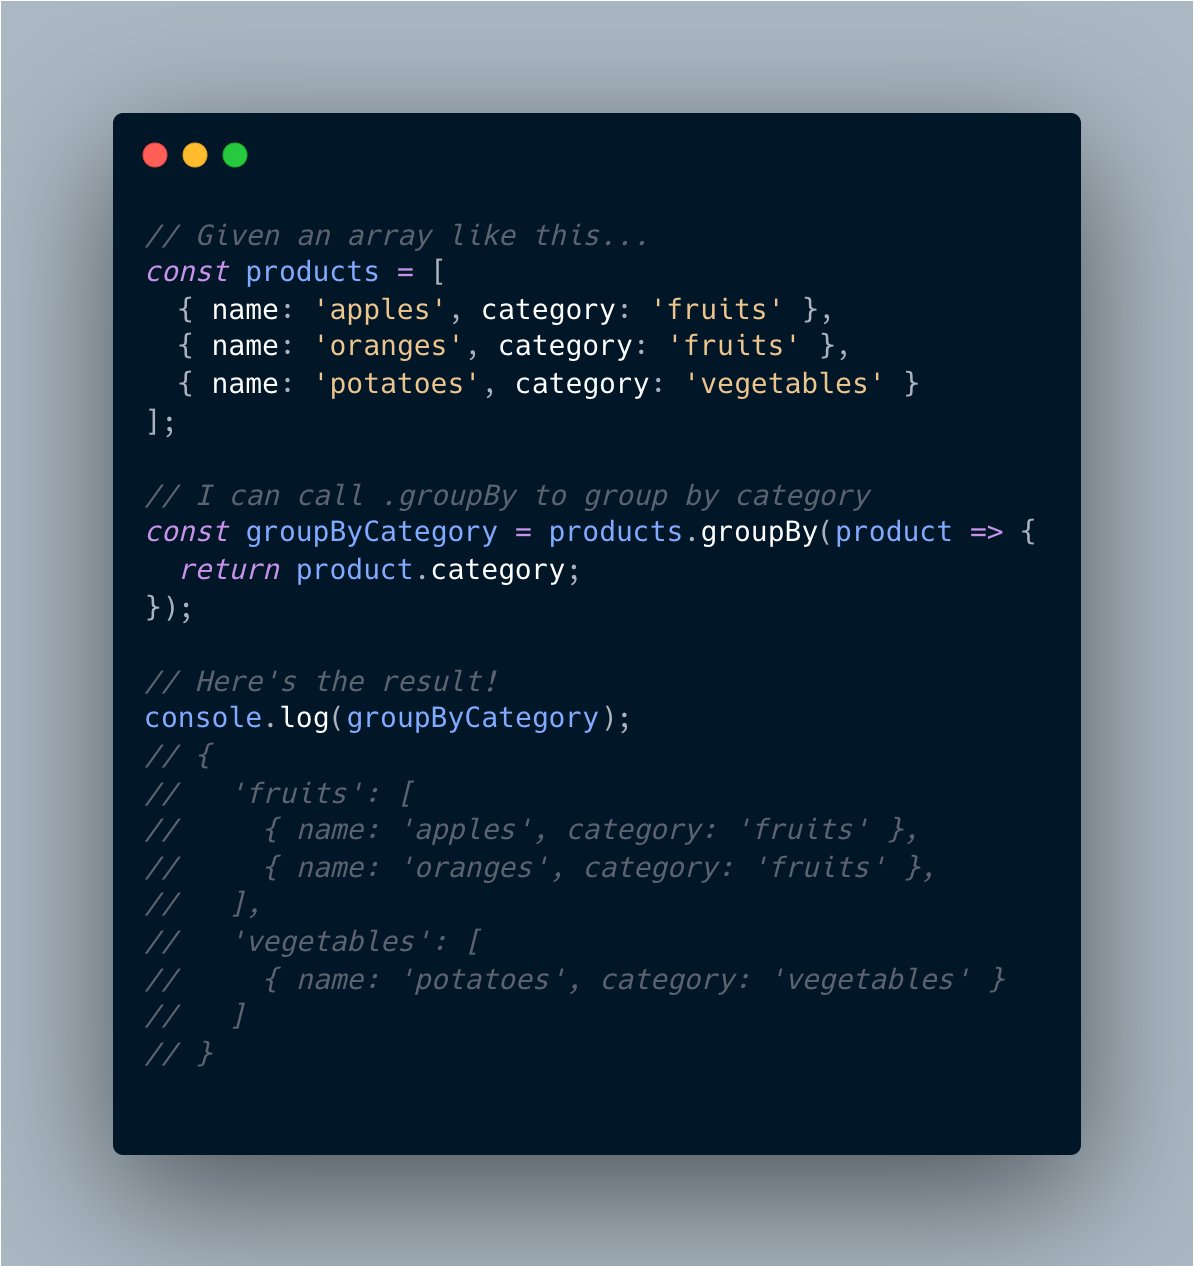 // Given an array like this...
const products = [
  { name: 'apples', category: 'fruits' },
  { name: 'oranges', category: 'fruits' },
  { name: 'potatoes', category: 'vegetables' }
];

// I can call .groupBy to group by category
const groupByCategory = products.groupBy(product => {
  return product.category;
});

// Here's the result!
console.log(groupByCategory);
// {
//   'fruits': [
//     { name: 'apples', category: 'fruits' },
//     { name: 'oranges', category: 'fruits' },
//   ],
//   'vegetables': [
//     { name: 'potatoes', category: 'vegetables' }
//   ]
// }